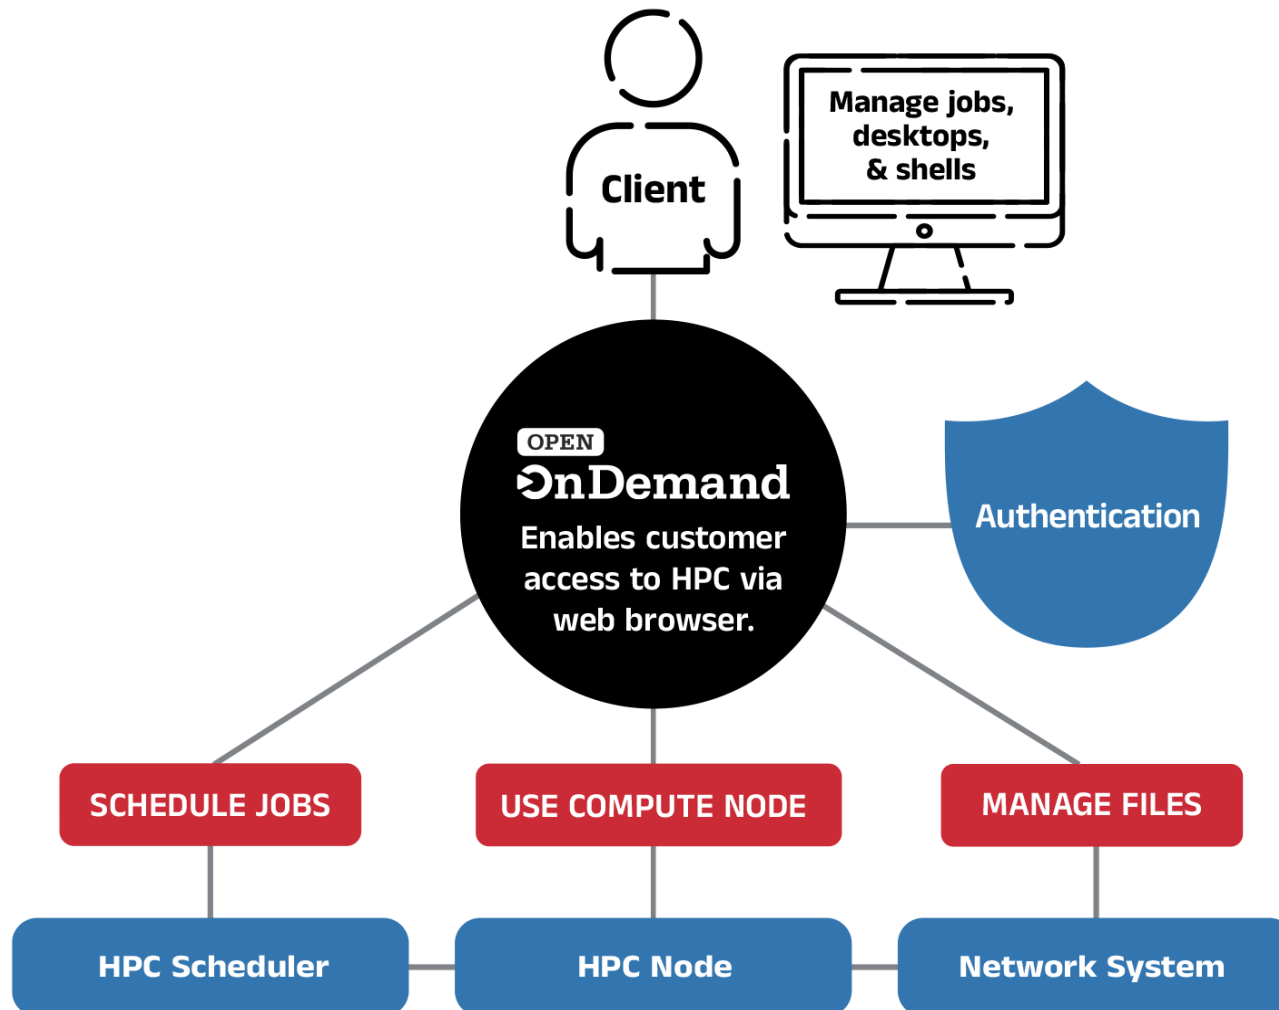 Client
Manage jobs,
desktops,
& shells
OPEN
OnDemand
Enables customer
access to HPC via
web browser.
Authentication
SCHEDULE JOBS
USE COMPUTE NODE
MANAGE FILES
HPC Scheduler
HPC Node
Network System